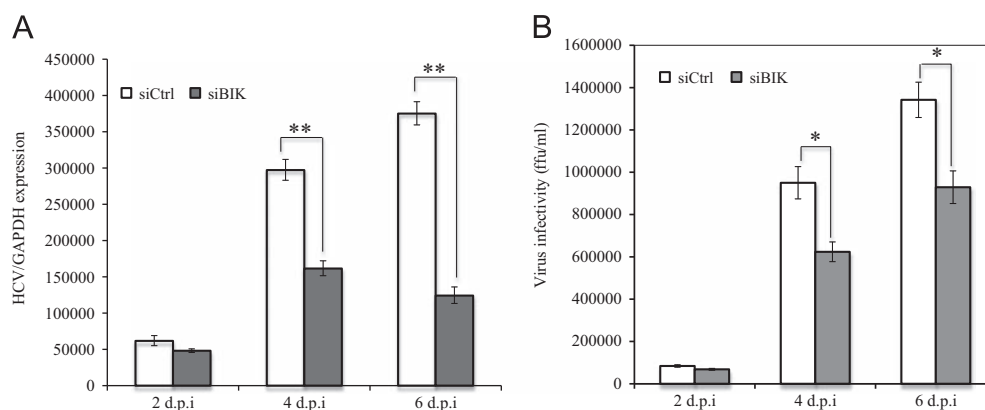 A
HCV/GAPDH expression
450000
400000
350000
300000
250000
200000
150000
100000
50000
0
siCtrl siBIK
**
**
2 d.p.i 4 d.p.i 6 d.p.i
B
Virus infectivity (ffu/ml)
1600000
1400000
1200000
1000000
800000
600000
400000
200000
0
siCtrl siBIK
*
*
2 d.p.i 4 d.p.i 6 d.p.i